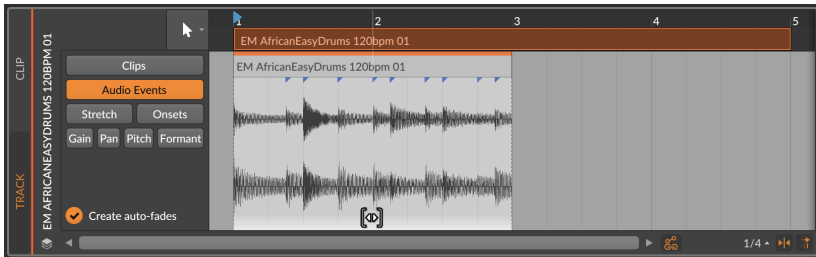 CLIP
TRACK
EM AFRICANEASYDRUMS 120BPM 01
1 2 3 4 5
EM AfricanEasyDrums 120bpm 01
EM AfricanEasyDrums 120bpm 01
Clips
Audio Events
Stretch Onsets
Gain Pan Pitch Formant
Create auto-fades
1/4